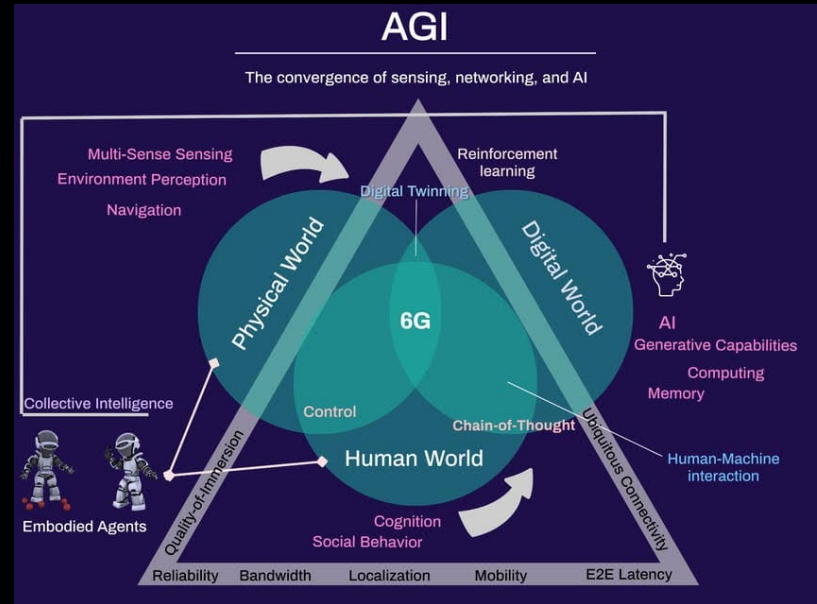 AGI
The convergence of sensing, networking, and AI
Multi-Sense Sensing
Environment Perception
Navigation
Reinforcement
learning
Digital Twinning
Physical World
Digital World
6G
AI
Generative Capabilities
Computing
Memory
Collective Intelligence
Control
Chain-of-Thought
Human World
Human-Machine
interaction
Embodied Agents
Quality-of-Immersion
Ubiquitous Connectivity
Cognition
Social Behavior
Reliability Bandwidth Localization Mobility E2E Latency